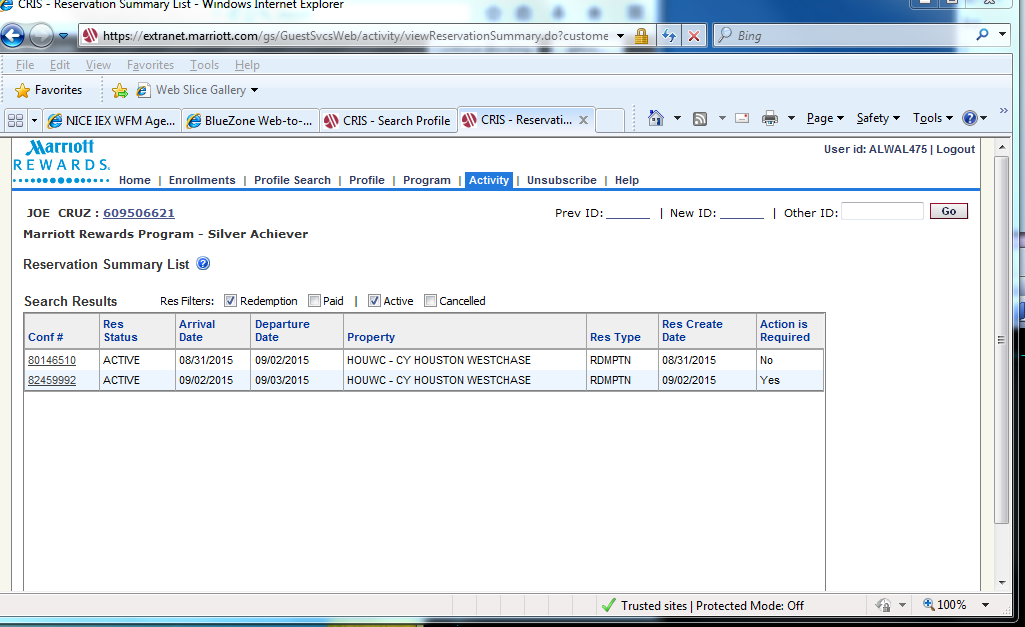 CRIS - Reservation Summary List - Windows Internet Explorer
https://extranet.marriott.com/gs/GuestSvcsWeb/activity/viewReservationSummary.do?custome
Bing
File Edit View Favorites Tools Help
Favorites Web Slice Gallery
NICE IEX WFM Age... BlueZone Web-to-... CRIS - Search Profile CRIS - Reservati... Page Safety Tools »
Marriott
REWARDS.
User id: ALWAL475 | Logout
Home | Enrollments | Profile Search | Profile | Program | Activity | Unsubscribe | Help
JOE CRUZ : 609506621 Prev ID: | New ID: | Other ID: Go
Marriott Rewards Program - Silver Achiever
Reservation Summary List ?
Search Results Res Filters: Redemption Paid | Active Cancelled
Conf # Res Status Arrival Date Departure Date Property Res Type Res Create Date Action is Required
80146510 ACTIVE 08/31/2015 09/02/2015 HOUWC - CY HOUSTON WESTCHASE RDMPTN 08/31/2015 No
82459992 ACTIVE 09/02/2015 09/03/2015 HOUWC - CY HOUSTON WESTCHASE RDMPTN 09/02/2015 Yes
Trusted sites | Protected Mode: Off 100%